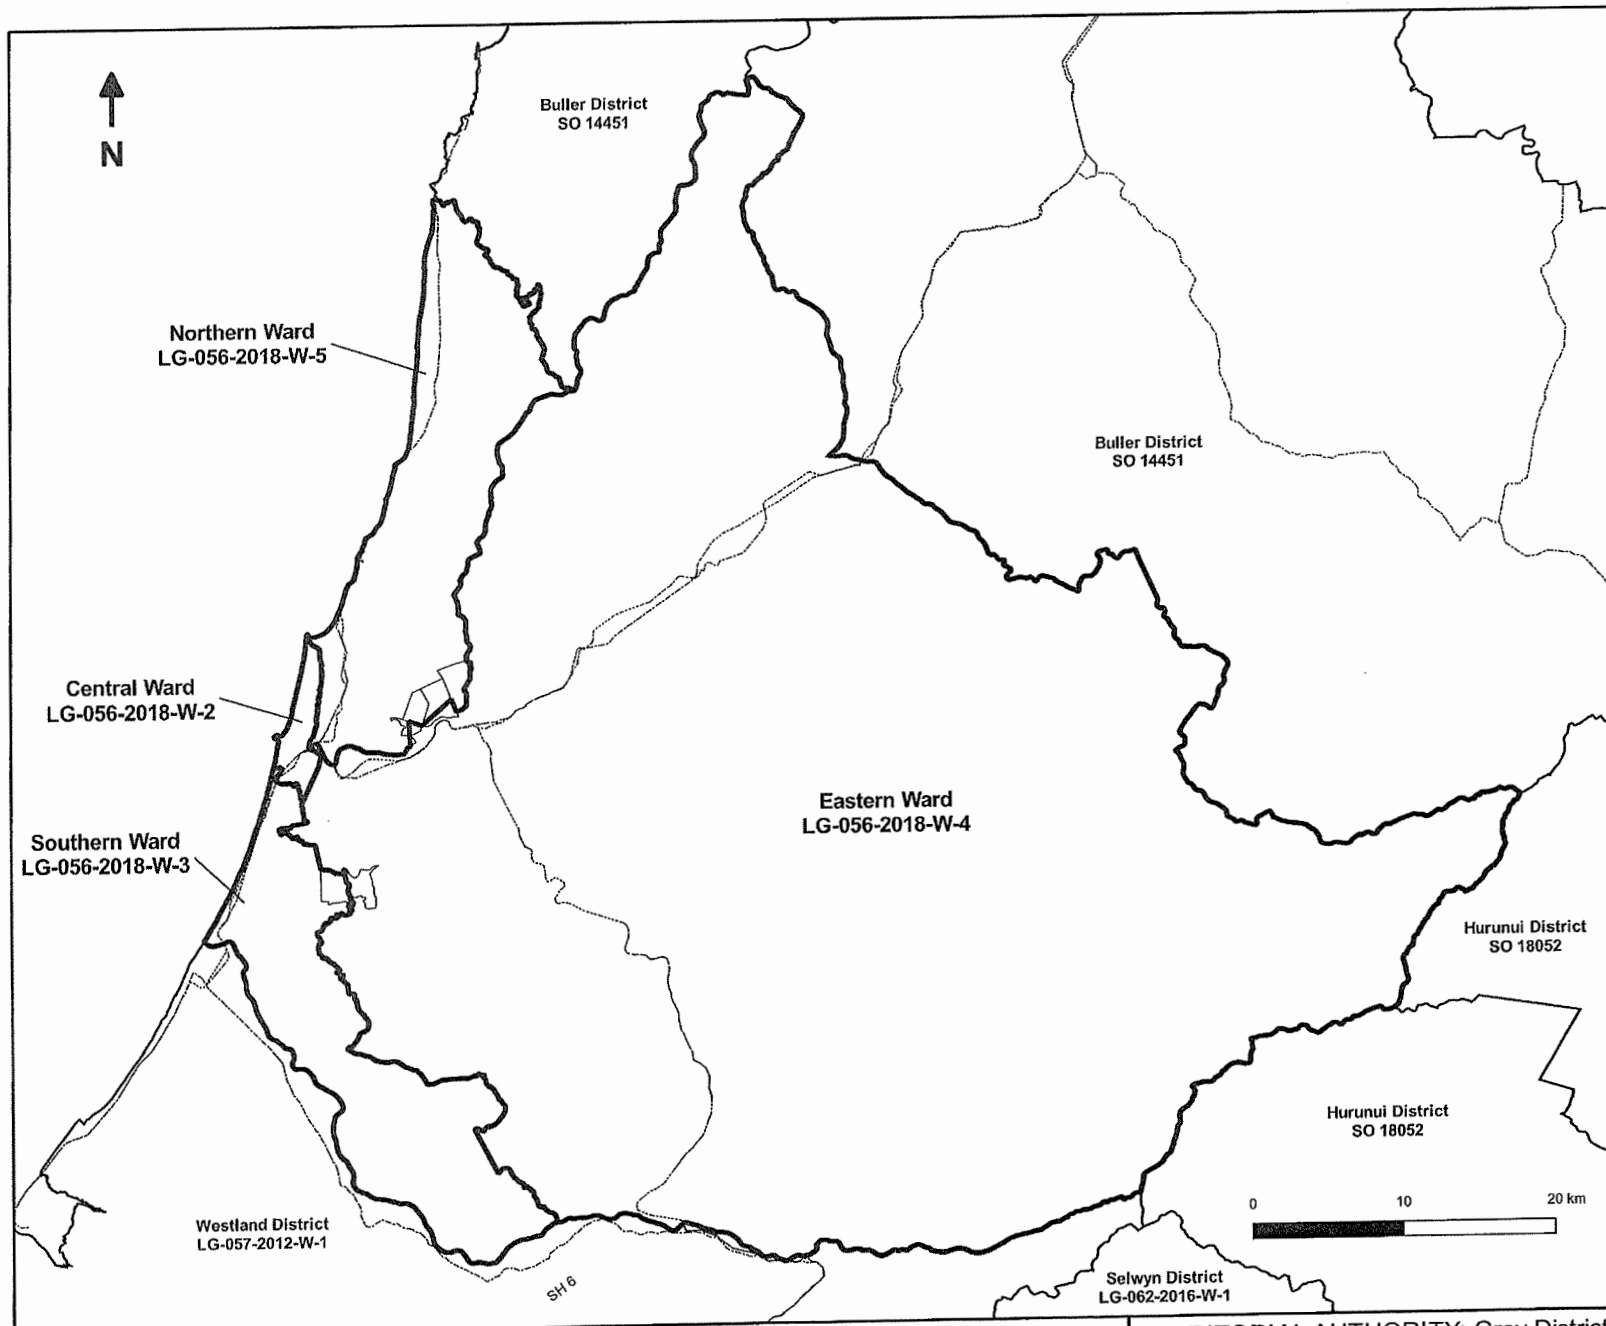 N
Buller District
SO 14451
Northern Ward
LG-056-2018-W-5
Buller District
SO 14451
Central Ward
LG-056-2018-W-2
Eastern Ward
LG-056-2018-W-4
Southern Ward
LG-056-2018-W-3
Hurunui District
SO 18052
Hurunui District
SO 18052
0 10 20 km
Westland District
LG-057-2012-W-1
SH 6
Selwyn District
LG-062-2016-W-1
AUTHORITY: Grey District